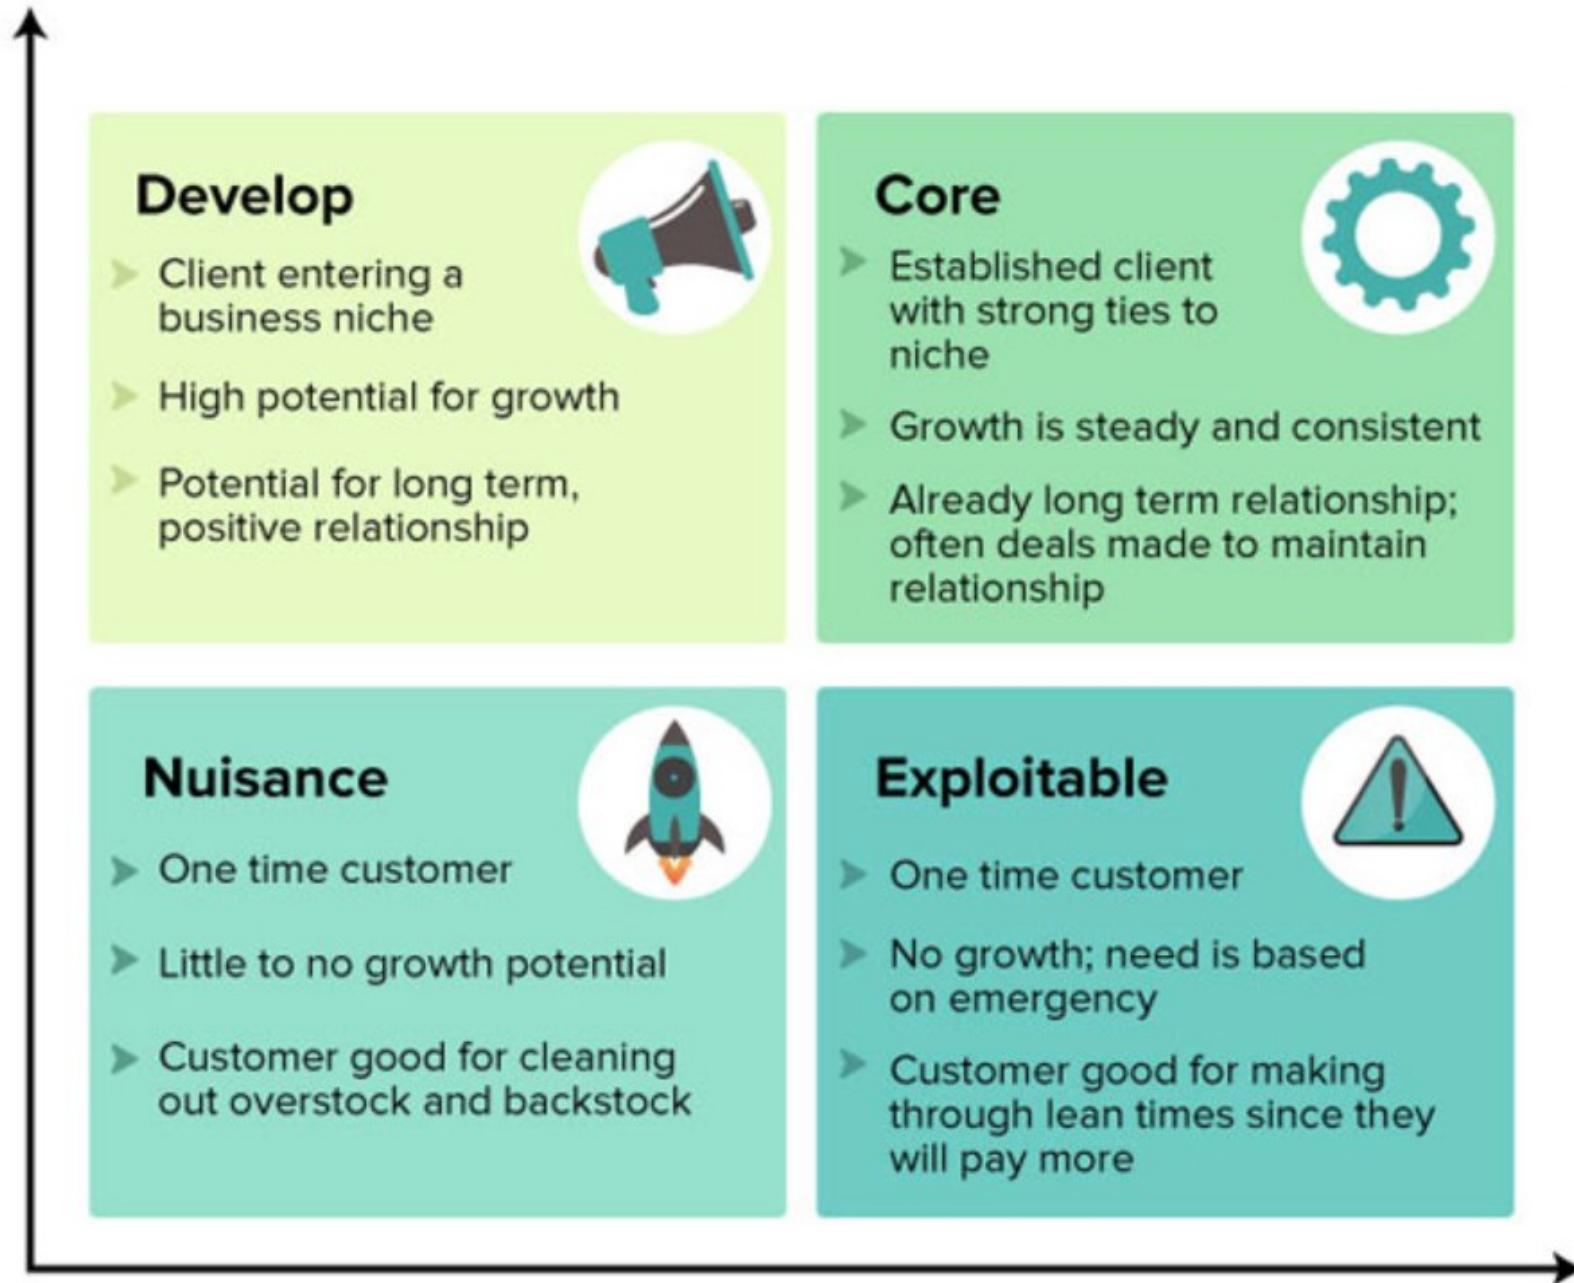 Develop
Client entering a
business niche
High potential for growth
Potential for long term,
positive relationship
Core
Established client
with strong ties to
niche
Growth is steady and consistent
Already long term relationship;
often deals made to maintain
relationship
Nuisance
One time customer
Little to no growth potential
Customer good for cleaning
out overstock and backstock
Exploitable
One time customer
No growth; need is based
on emergency
Customer good for making
through lean times since they
will pay more